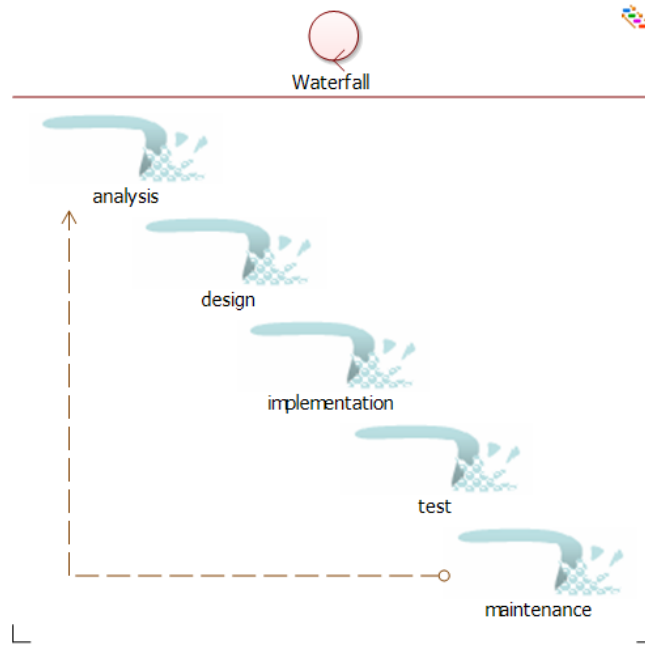 Waterfall
analysis
design
implementation
test
maintenance